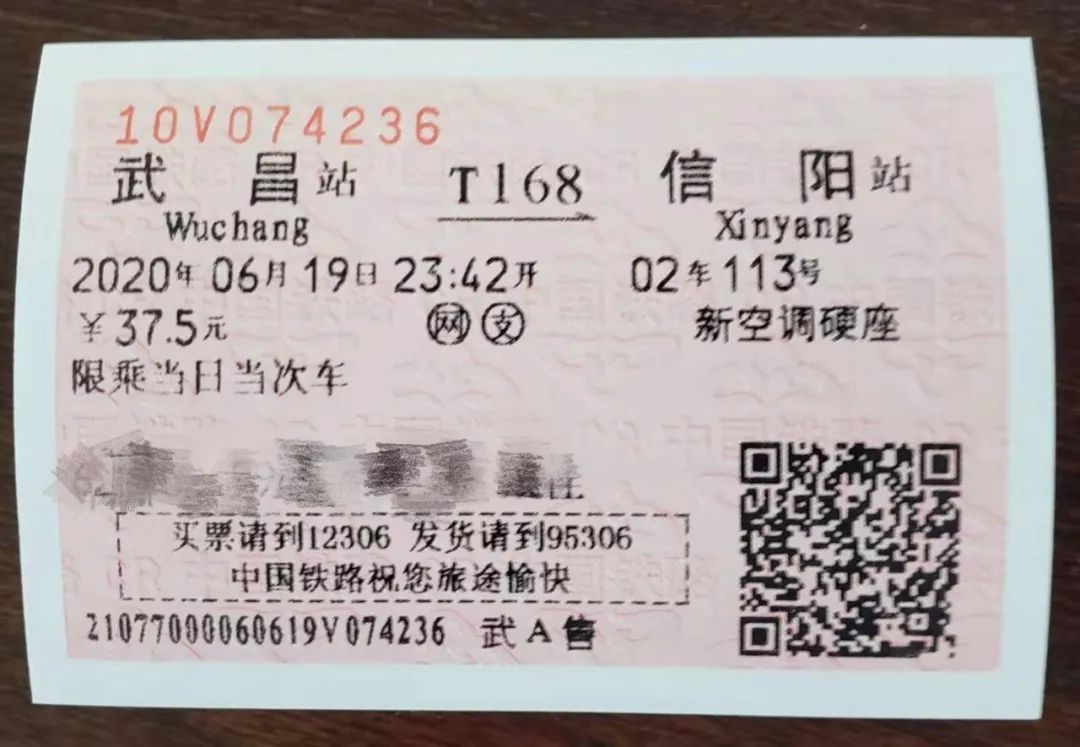 10V074236
武昌站 T168 信阳站
Wuchang Xinyang
2020年06月19日23:42开 02车113号
￥37.5元 网 支 新空调硬座
限乘当日当次车
买票请到12306 发货请到95306
中国铁路祝您旅途愉快
21077000060619V074236 武A售